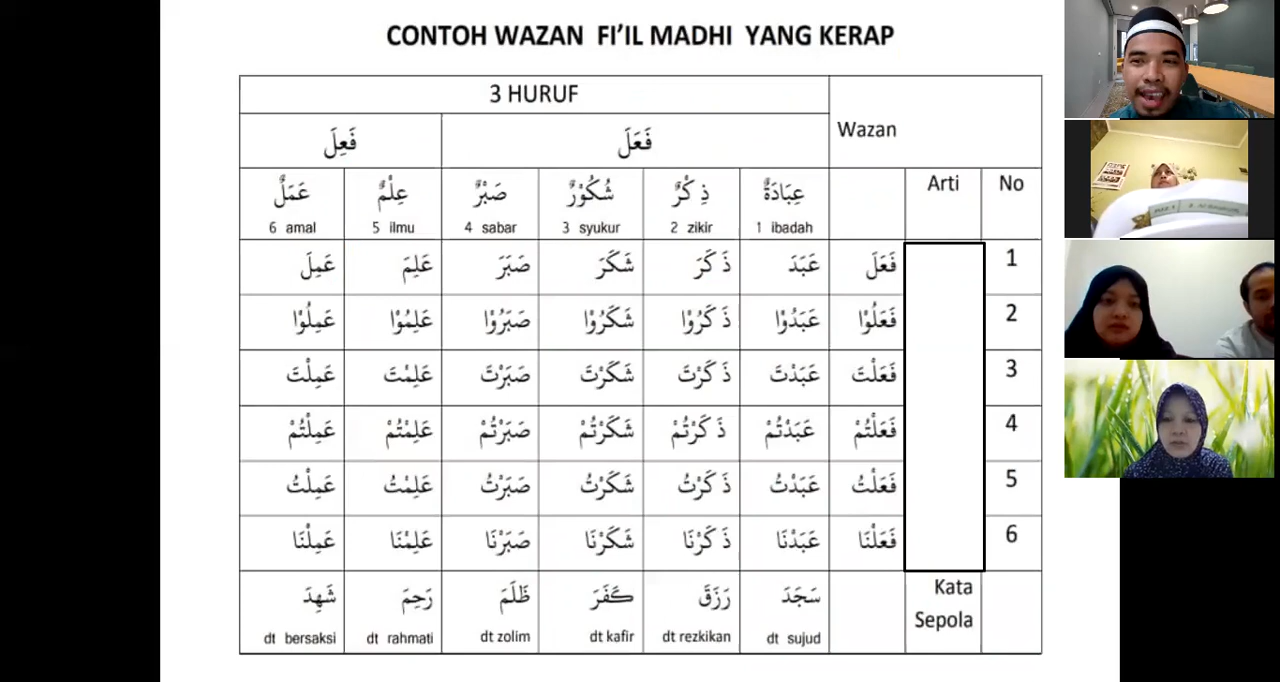 CONTOH WAZAN FI’IL MADHI YANG KERAP
3 HURUF
Wazan
فَعِلَ فَعَلَ
عَمَلٌ عِلْمٌ صَبْرٌ شُكُوْرٌ ذِ كْرٌ عِبَادَةٌ Arti No
6 amal 5 ilmu 4 sabar 3 syukur 2 zikir 1 ibadah
عَمِلَ عَلِمَ صَبَرَ شَكَرَ ذَ كَرَ عَبَدَ فَعَلَ 1
عَمِلُوْا عَلِمُوْا صَبَرُوْا شَكَرُوْا ذَ كَرُوْا عَبَدُوْا فَعَلُوْا 2
عَمِلْتَ عَلِمْتَ صَبَرْتَ شَكَرْتَ ذَ كَرْتَ عَبَدْتَ فَعَلْتَ 3
عَمِلْتُمْ عَلِمْتُمْ صَبَرْتُمْ شَكَرْتُمْ ذَ كَرْتُمْ عَبَدْتُمْ فَعَلْتُمْ 4
عَمِلْتُ عَلِمْتُ صَبَرْتُ شَكَرْتُ ذَ كَرْتُ عَبَدْتُ فَعَلْتُ 5
عَمِلْنَا عَلِمْنَا صَبَرْنَا شَكَرْنَا ذَ كَرْنَا عَبَدْنَا فَعَلْنَا 6
شَهِدَ رَحِمَ ظَلَمَ كَفَرَ رَزَقَ سَجَدَ Kata
Sepola
dt bersaksi dt rahmati dt zolim dt kafir dt rezkikan dt sujud